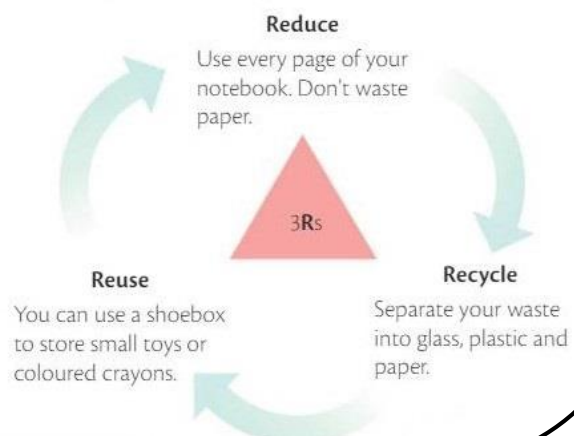 Reduce
Use every page of your
notebook. Don't waste
paper.
3Rs
Reuse
You can use a shoebox
to store small toys or
coloured crayons.
Recycle
Separate your waste
into glass, plastic and
paper.